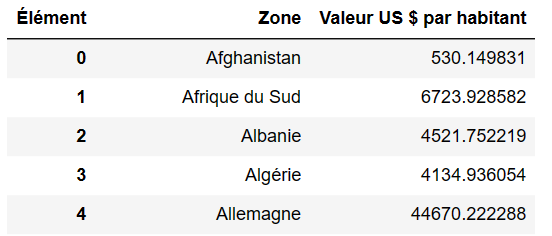 Élément Zone Valeur US $ par habitant
0 Afghanistan 530.149831
1 Afrique du Sud 6723.928582
2 Albanie 4521.752219
3 Algérie 4134.936054
4 Allemagne 44670.222288